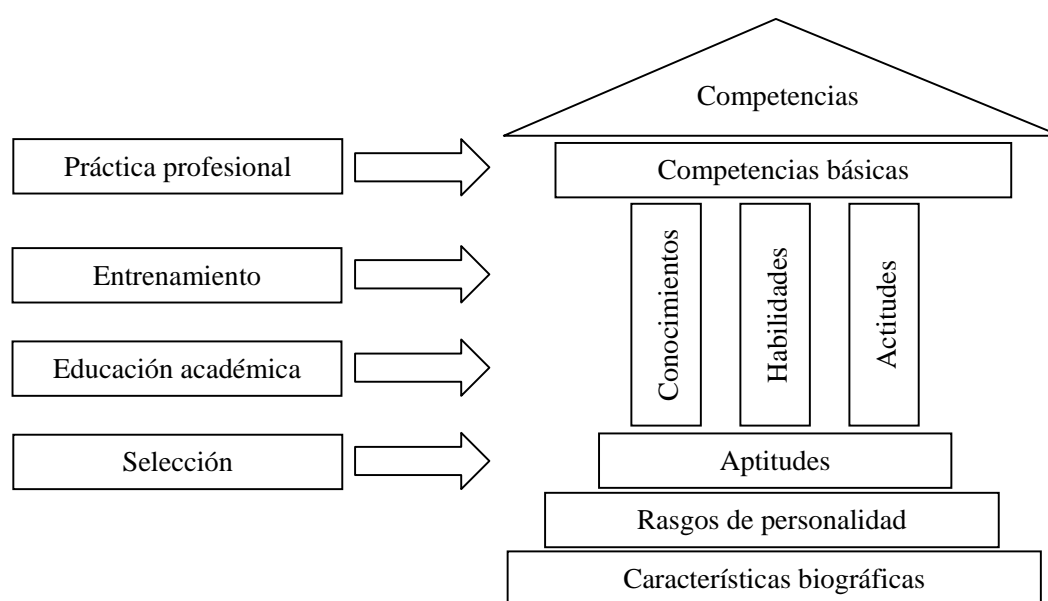 Competencias
Práctica profesional
Competencias básicas
Entrenamiento
Educación académica
Conocimientos
Habilidades
Actitudes
Selección
Aptitudes
Rasgos de personalidad
Características biográficas